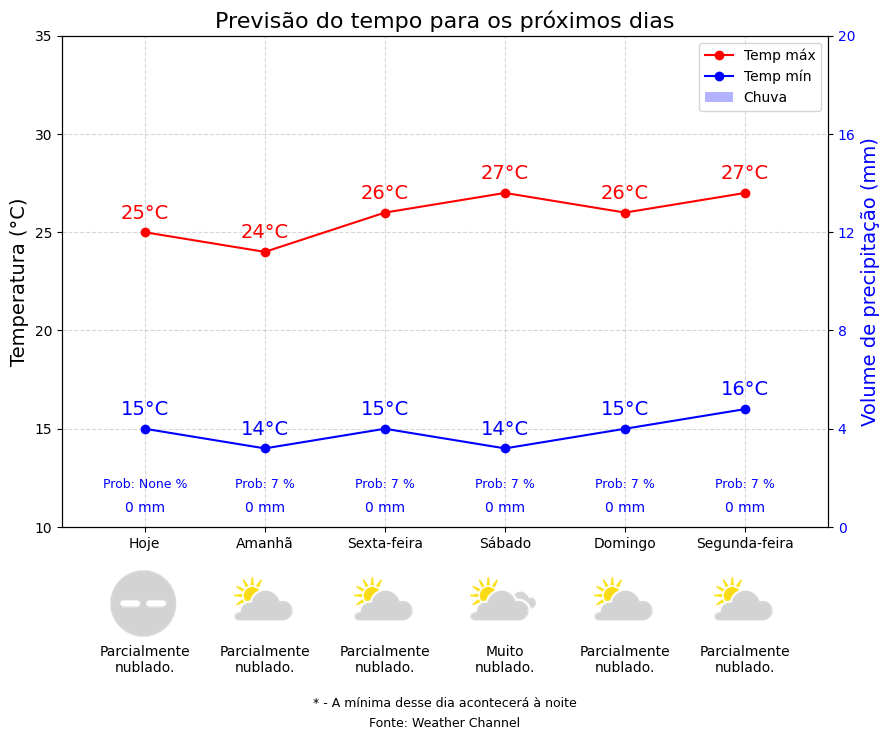 Previsão do tempo para os próximos dias
35
30
25
20
15
10
Temperatura (°C)
20
16
12
8
4
0
Volume de precipitação (mm)
Temp máx
Temp mín
Chuva
25°C
24°C
26°C
27°C
26°C
27°C
15°C
14°C
15°C
14°C
15°C
16°C
Prob: None %
Prob: 7 %
Prob: 7 %
Prob: 7 %
Prob: 7 %
Prob: 7 %
0 mm
0 mm
0 mm
0 mm
0 mm
0 mm
Hoje
Amanhã
Sexta-feira
Sábado
Domingo
Segunda-feira
Parcialmente
nublado.
Parcialmente
nublado.
Parcialmente
nublado.
Muito
nublado.
Parcialmente
nublado.
Parcialmente
nublado.
* - A mínima desse dia acontecerá à noite
Fonte: Weather Channel